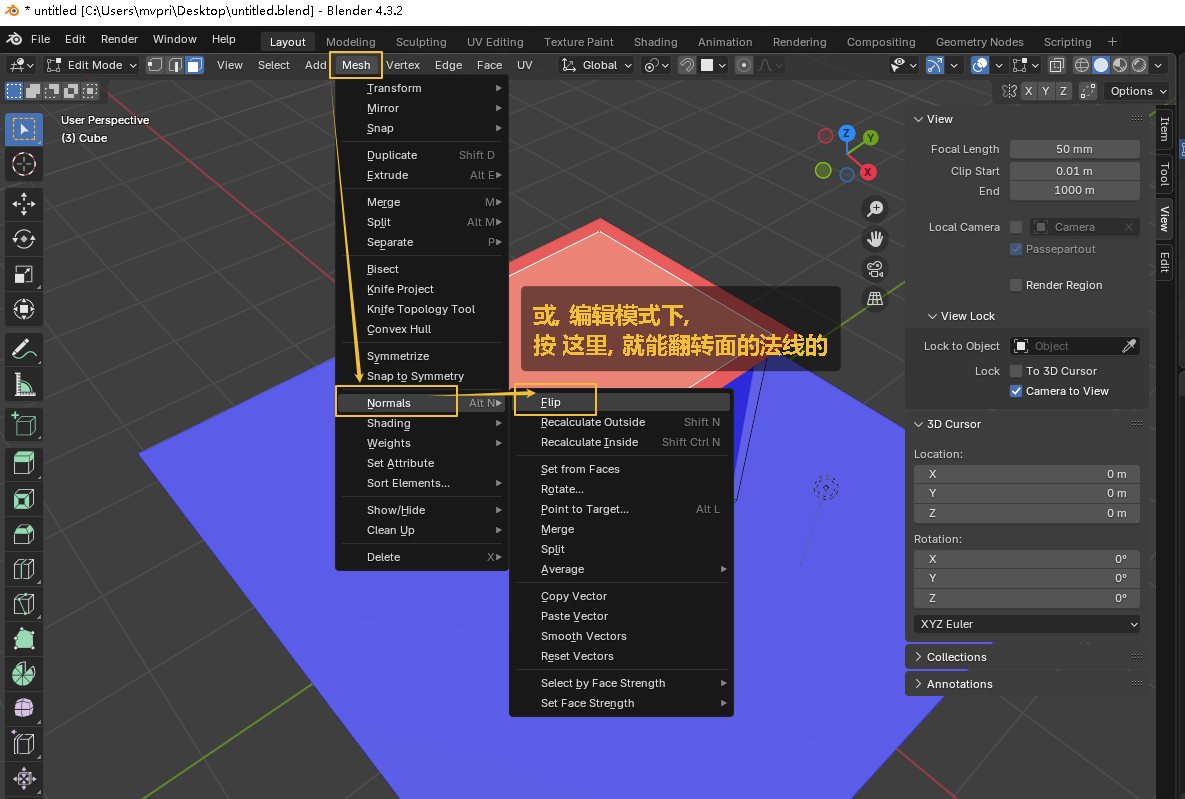 * untitled [C:\Users\mvpri\Desktop\untitled.blend] - Blender 4.3.2
File Edit Render Window Help Layout Modeling Sculpting UV Editing Texture Paint Shading Animation Rendering Compositing Geometry Nodes Scripting +
Edit Mode View Select Add Mesh Vertex Edge Face UV Global
X Y Z Options
User Perspective
(3) Cube
Transform
Mirror
Snap
Duplicate Shift D
Extrude Alt E
Merge M
Split Alt M
Separate P
Bisect
Knife Project
Knife Topology Tool
Convex Hull
Symmetrize
Snap to Symmetry
Normals Alt N
Shading
Weights
Set Attribute
Sort Elements...
Show/Hide
Clean Up
Delete X
Flip
Recalculate Outside Shift N
Recalculate Inside Shift Ctrl N
Set from Faces
Rotate...
Point to Target... Alt L
Merge
Split
Average
Copy Vector
Paste Vector
Smooth Vectors
Reset Vectors
Select by Face Strength
Set Face Strength
或, 编辑模式下,
按 这里, 就能翻转面的法线的
Z Y X
View
Focal Length 50 mm
Clip Start 0.01 m
End 1000 m
Local Camera Camera
Passepartout
Render Region
View Lock
Lock to Object Object
Lock To 3D Cursor
Camera to View
3D Cursor
Location:
X 0 m
Y 0 m
Z 0 m
Rotation:
X 0°
Y 0°
Z 0°
XYZ Euler
Collections
Annotations
Item
Tool
View
Edit